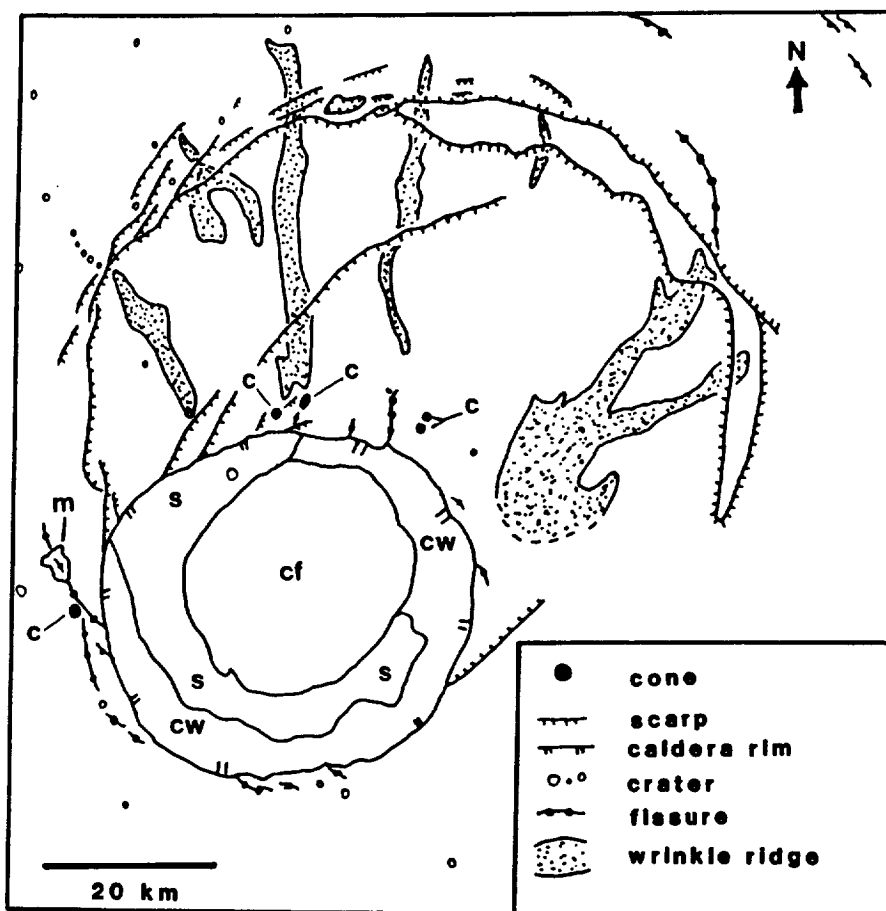 N
c
c
c
s
m
cw
cf
c
s
s
cw
cone
scarp
caldera rim
crater
fissure
wrinkle ridge
20 km